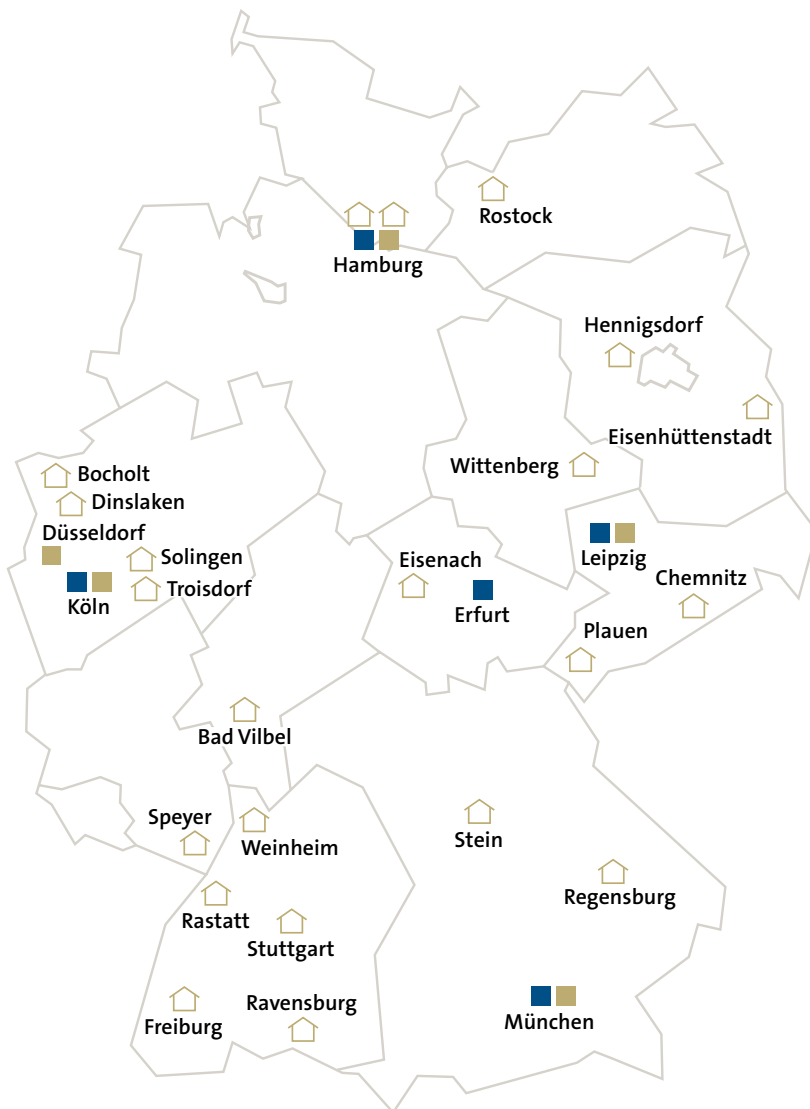 Rostock
Hamburg
Hennigsdorf
Eisenhüttenstadt
Wittenberg
Bocholt
Dinslaken
Düsseldorf
Solingen
Troisdorf
Köln
Eisenach
Erfurt
Leipzig
Chemnitz
Plauen
Bad Vilbel
Speyer
Weinheim
Stein
Regensburg
Rastatt
Stuttgart
Freiburg
Ravensburg
München